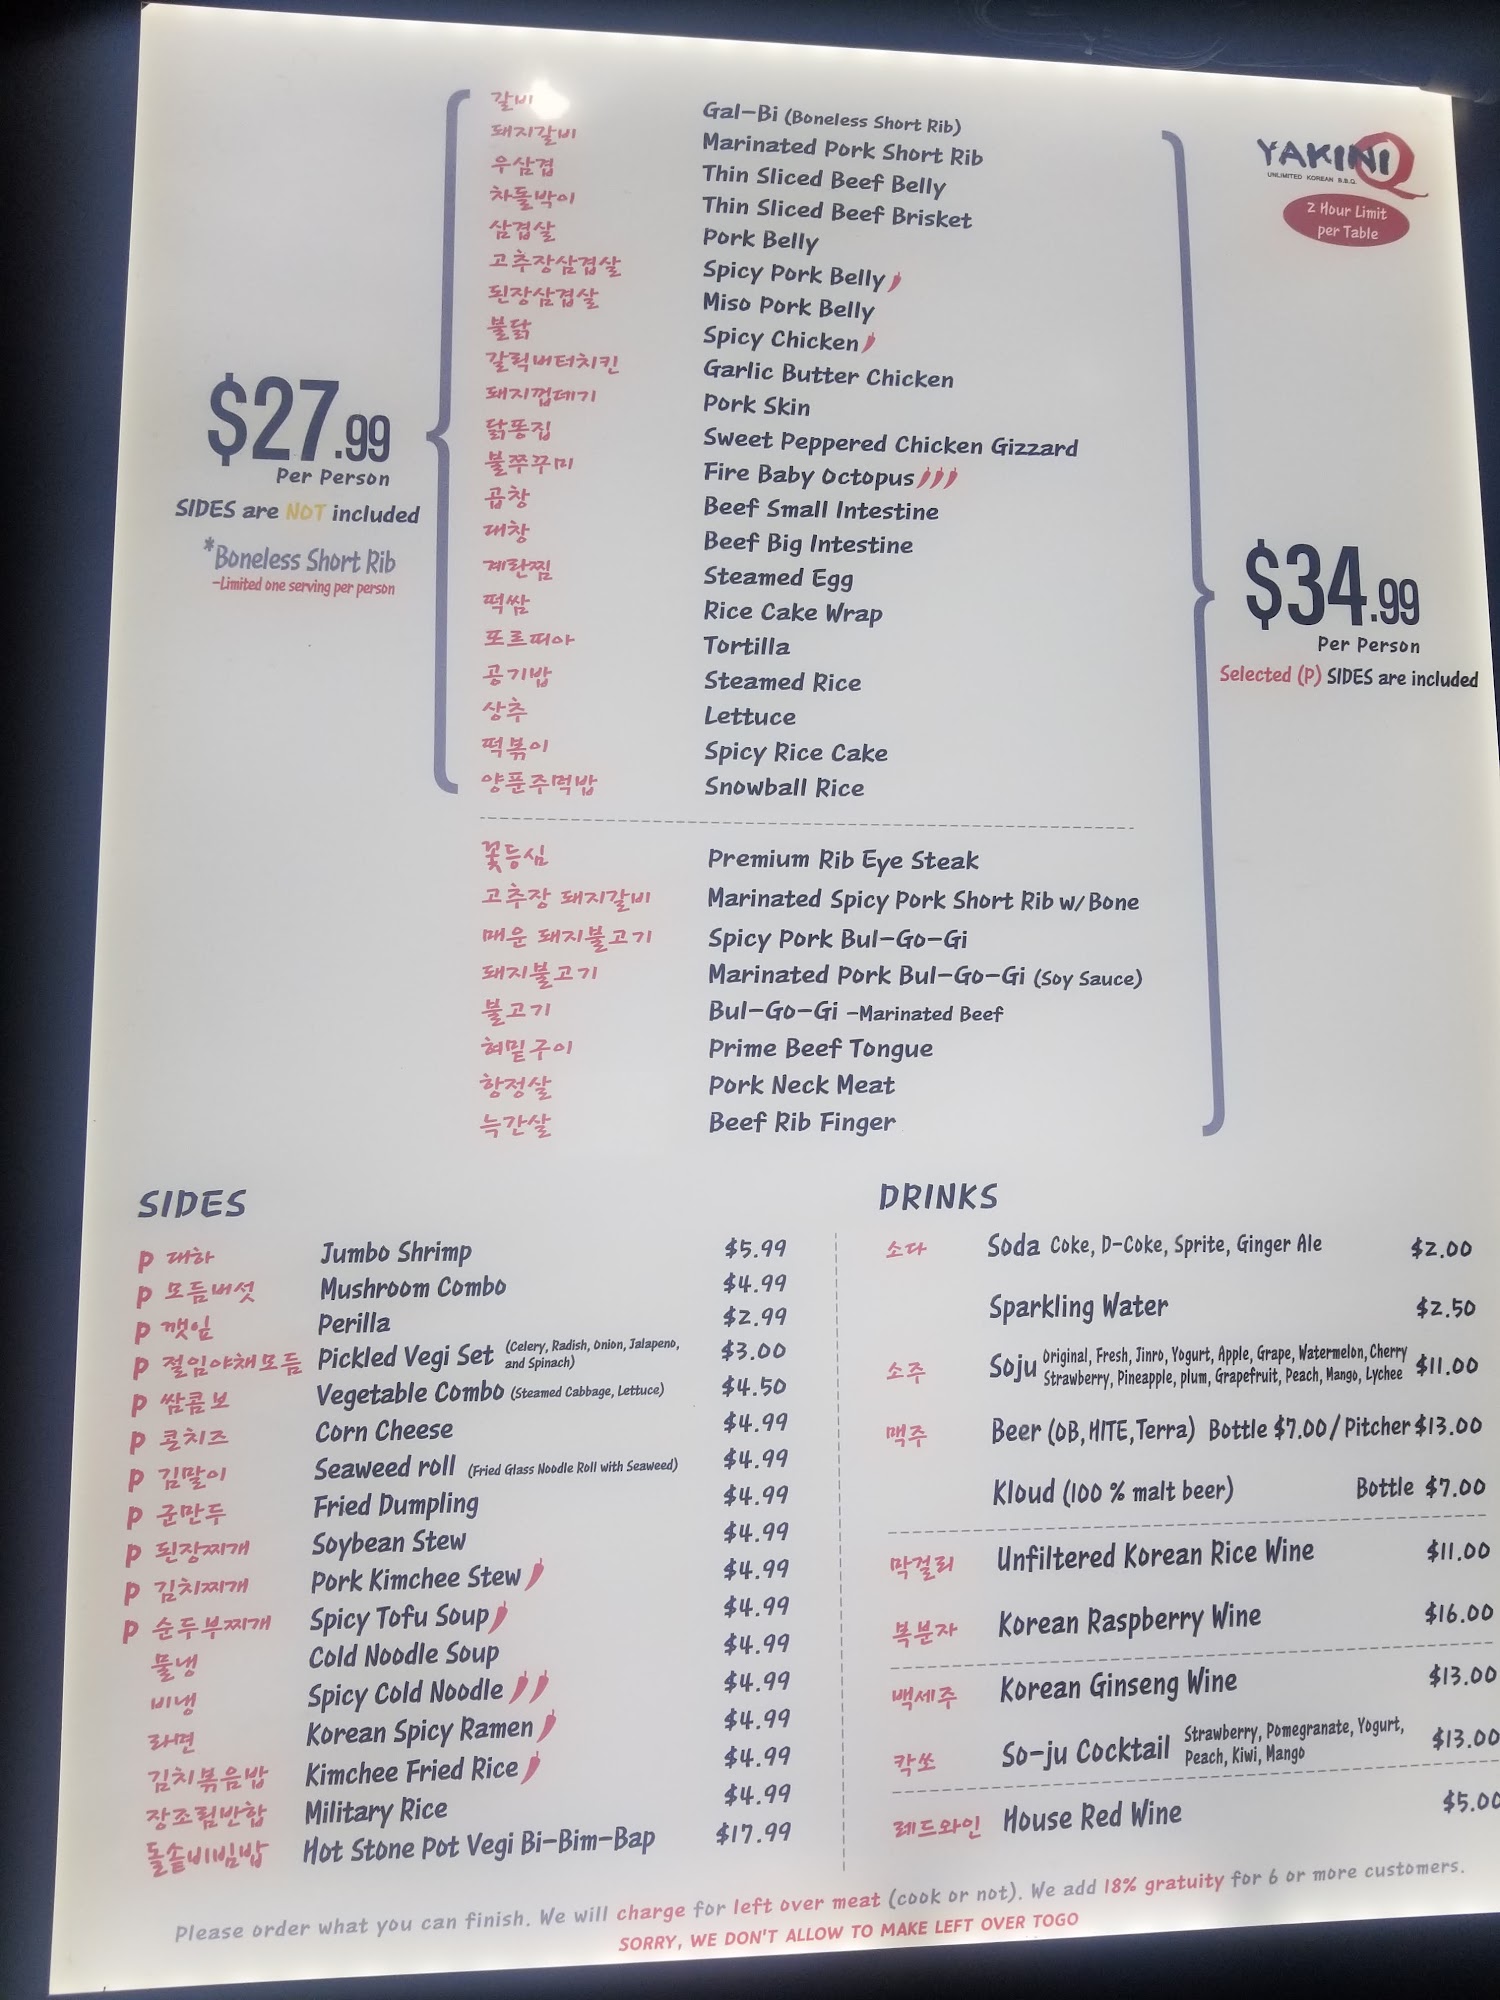 YAKINIQ
UNLIMITED KOREAN B.B.Q.
2 Hour Limit
per Table
$27.99
Per Person
SIDES are NOT included
*Boneless Short Rib
-Limited one serving per person
갈비 Gal-Bi (Boneless Short Rib)
돼지갈비 Marinated Pork Short Rib
우삼겹 Thin Sliced Beef Belly
차돌박이 Thin Sliced Beef Brisket
삼겹살 Pork Belly
고추장삼겹살 Spicy Pork Belly
된장삼겹살 Miso Pork Belly
불닭 Spicy Chicken
갈릭버터치킨 Garlic Butter Chicken
돼지껍데기 Pork Skin
닭똥집 Sweet Peppered Chicken Gizzard
불쭈꾸미 Fire Baby Octopus
곱창 Beef Small Intestine
대창 Beef Big Intestine
계란찜 Steamed Egg
떡쌈 Rice Cake Wrap
또르띠아 Tortilla
공기밥 Steamed Rice
상추 Lettuce
떡볶이 Spicy Rice Cake
양푼주먹밥 Snowball Rice
꽃등심 Premium Rib Eye Steak
고추장 돼지갈비 Marinated Spicy Pork Short Rib w/ Bone
매운 돼지불고기 Spicy Pork Bul-Go-Gi
돼지불고기 Marinated Pork Bul-Go-Gi (Soy Sauce)
불고기 Bul-Go-Gi -Marinated Beef
혀밑구이 Prime Beef Tongue
항정살 Pork Neck Meat
늑간살 Beef Rib Finger
$34.99
Per Person
Selected (P) SIDES are included
SIDES
P 대하 Jumbo Shrimp $5.99
P 모듬버섯 Mushroom Combo $4.99
P 깻잎 Perilla $2.99
P 절임야채모듬 Pickled Vegi Set (Celery, Radish, Onion, Jalapeno, and Spinach) $3.00
P 쌈콤보 Vegetable Combo (Steamed Cabbage, Lettuce) $4.50
P 콘치즈 Corn Cheese $4.99
P 김말이 Seaweed roll (Fried Glass Noodle Roll with Seaweed) $4.99
P 군만두 Fried Dumpling $4.99
P 된장찌개 Soybean Stew $4.99
P 김치찌개 Pork Kimchee Stew $4.99
P 순두부찌개 Spicy Tofu Soup $4.99
물냉 Cold Noodle Soup $4.99
비냉 Spicy Cold Noodle $4.99
라면 Korean Spicy Ramen $4.99
김치볶음밥 Kimchee Fried Rice $4.99
장조림반합 Military Rice $4.99
돌솥비빔밥 Hot Stone Pot Vegi Bi-Bim-Bap $17.99
DRINKS
소다 Soda Coke, D-Coke, Sprite, Ginger Ale $2.00
Sparkling Water $2.50
소주 Soju Original, Fresh, Jinro, Yogurt, Apple, Grape, Watermelon, Cherry
Strawberry, Pineapple, plum, Grapefruit, Peach, Mango, Lychee $11.00
맥주 Beer (OB, HITE, Terra) Bottle $7.00 / Pitcher $13.00
Kloud (100 % malt beer) Bottle $7.00
막걸리 Unfiltered Korean Rice Wine $11.00
복분자 Korean Raspberry Wine $16.00
백세주 Korean Ginseng Wine $13.00
칵쏘 So-ju Cocktail Strawberry, Pomegranate, Yogurt,
Peach, Kiwi, Mango $13.00
레드와인 House Red Wine $5.00
Please order what you can finish. We will charge for left over meat (cook or not). We add 18% gratuity for 6 or more customers.
SORRY, WE DON'T ALLOW TO MAKE LEFT OVER TOGO